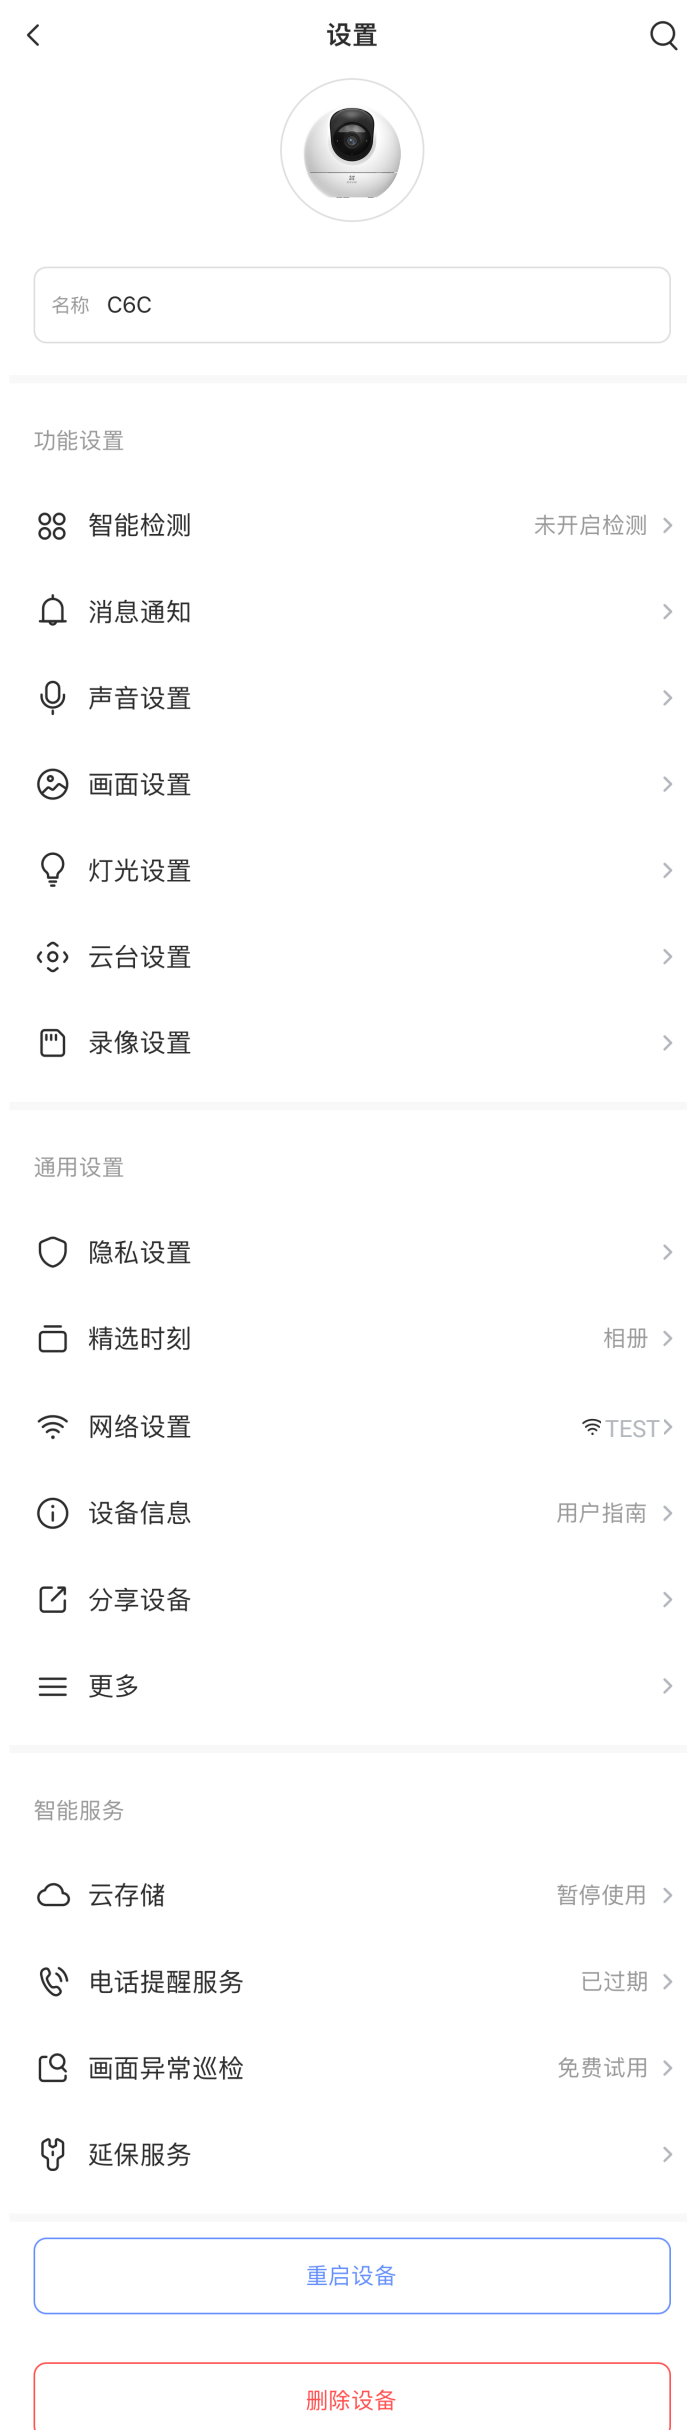 设置
名称 C6C
功能设置
智能检测 未开启检测
消息通知
声音设置
画面设置
灯光设置
云台设置
录像设置
通用设置
隐私设置
精选时刻 相册
网络设置 TEST
设备信息 用户指南
分享设备
更多
智能服务
云存储 暂停使用
电话提醒服务 已过期
画面异常巡检 免费试用
延保服务
重启设备
删除设备